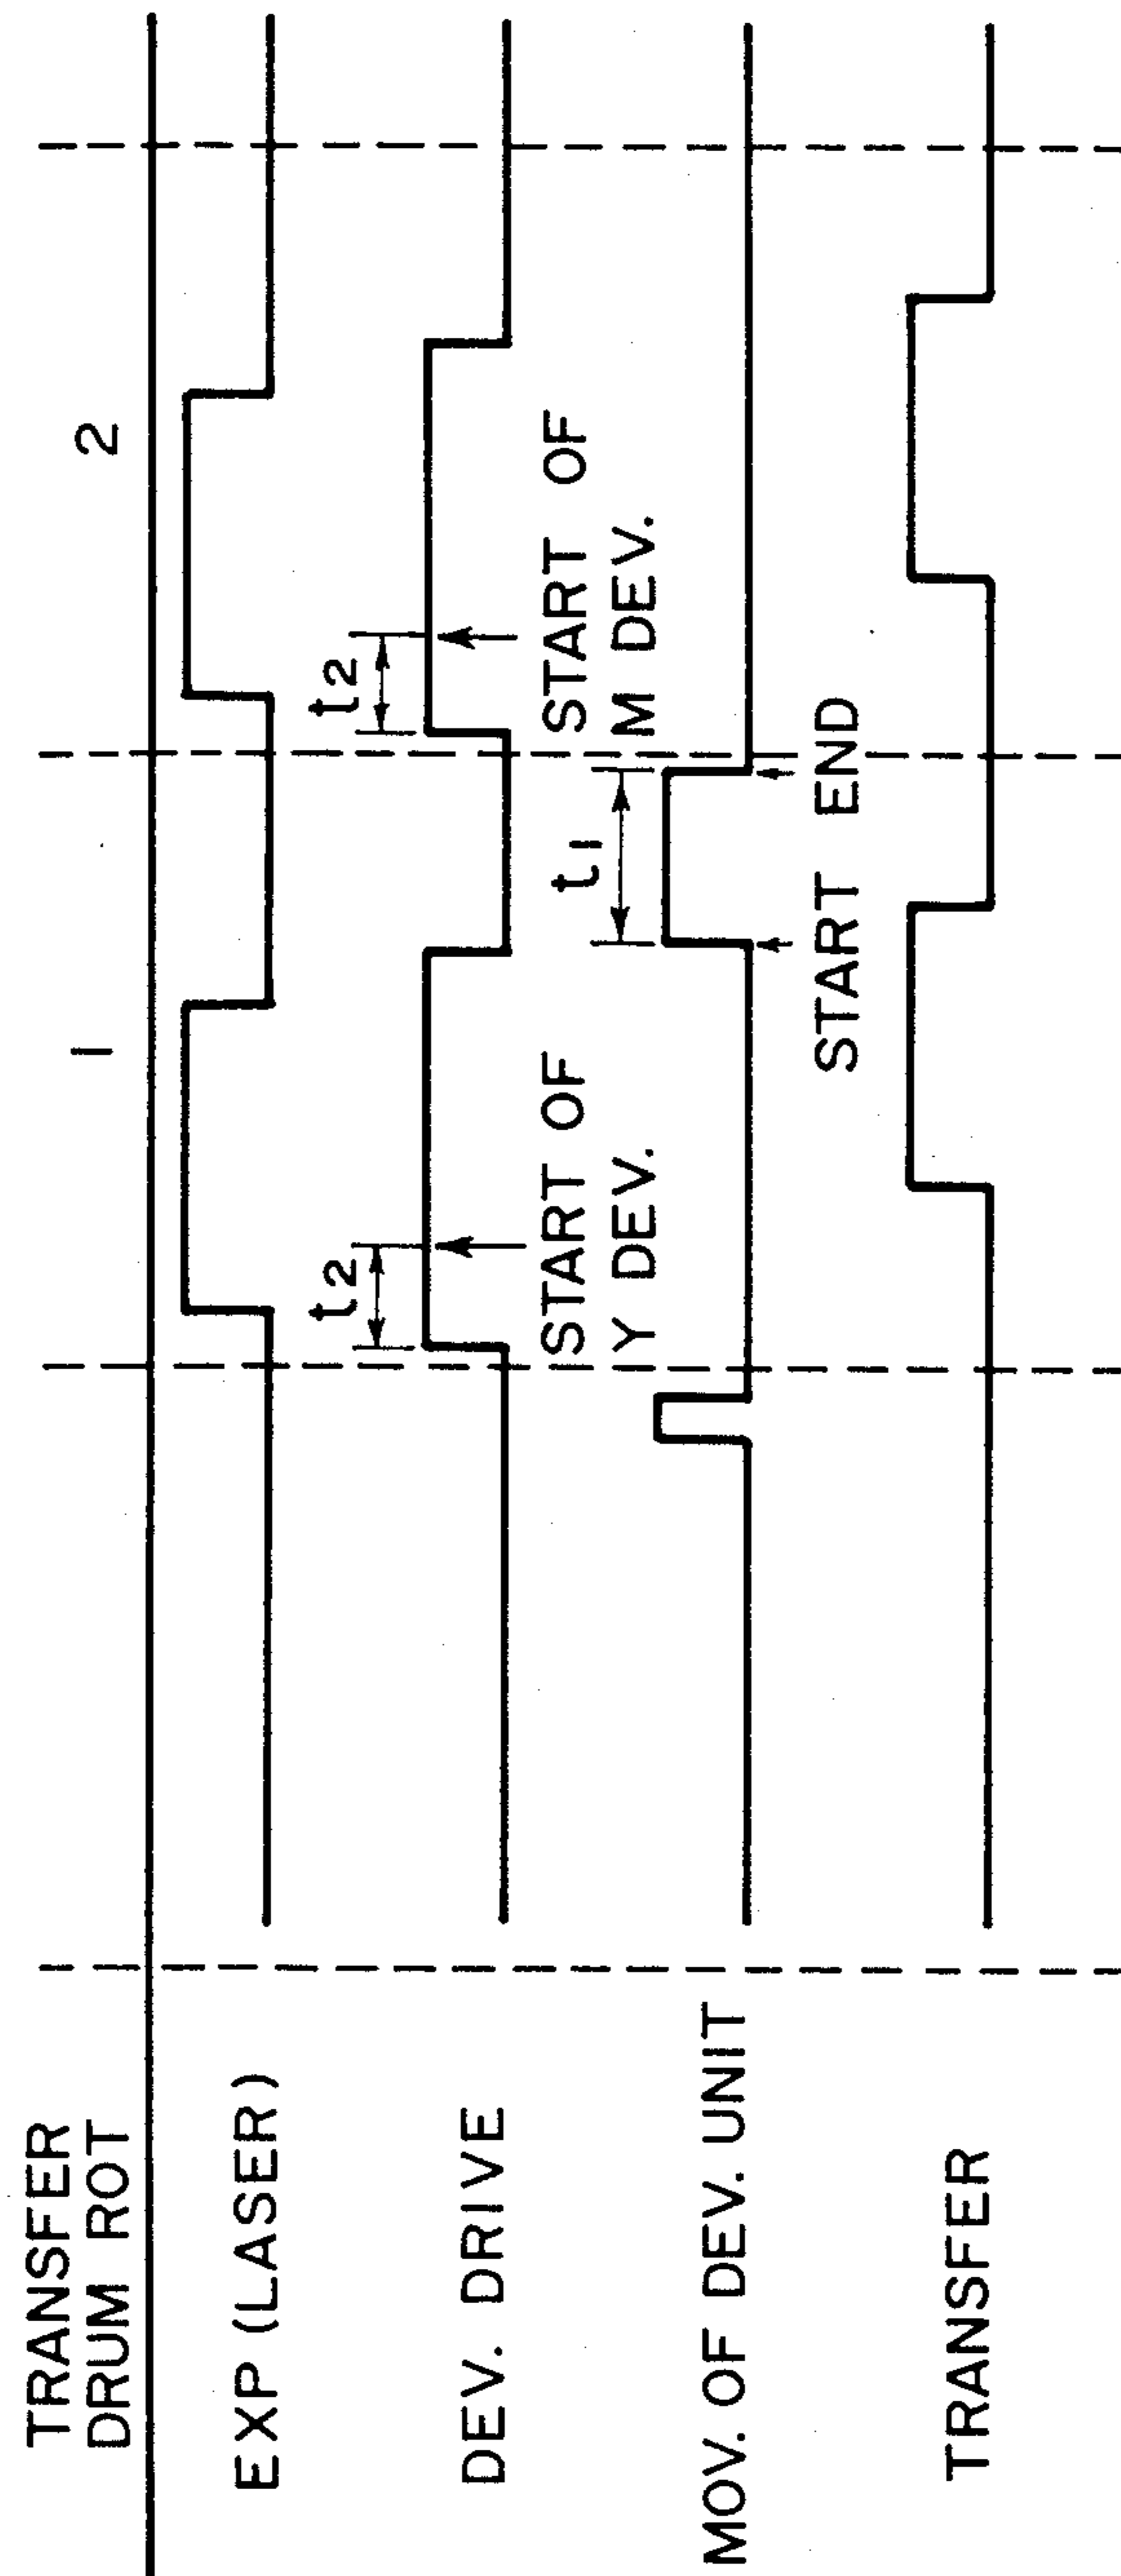 TRANSFER
DRUM ROT
1
2
EXP (LASER)
DEV. DRIVE
t2
t2
START OF
Y DEV.
START OF
M DEV.
MOV. OF DEV. UNIT
t1
START END
TRANSFER